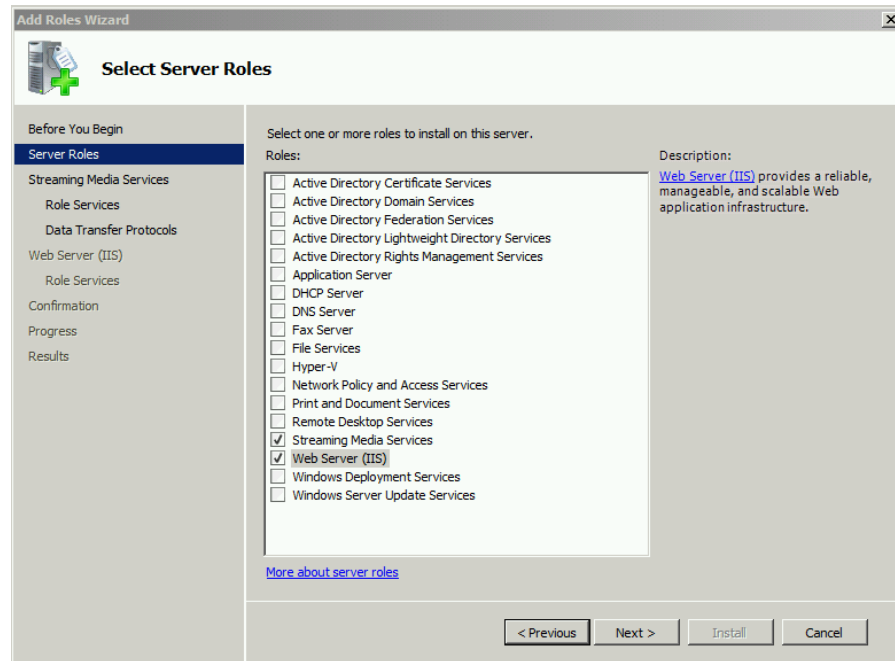 Add Roles Wizard
Select Server Roles
Before You Begin
Server Roles
Streaming Media Services
Role Services
Data Transfer Protocols
Web Server (IIS)
Role Services
Confirmation
Progress
Results
Select one or more roles to install on this server.
Roles:
Active Directory Certificate Services
Active Directory Domain Services
Active Directory Federation Services
Active Directory Lightweight Directory Services
Active Directory Rights Management Services
Application Server
DHCP Server
DNS Server
Fax Server
File Services
Hyper-V
Network Policy and Access Services
Print and Document Services
Remote Desktop Services
Streaming Media Services
Web Server (IIS)
Windows Deployment Services
Windows Server Update Services
More about server roles
Description:
Web Server (IIS) provides a reliable,
manageable, and scalable Web
application infrastructure.
< Previous
Next >
Install
Cancel